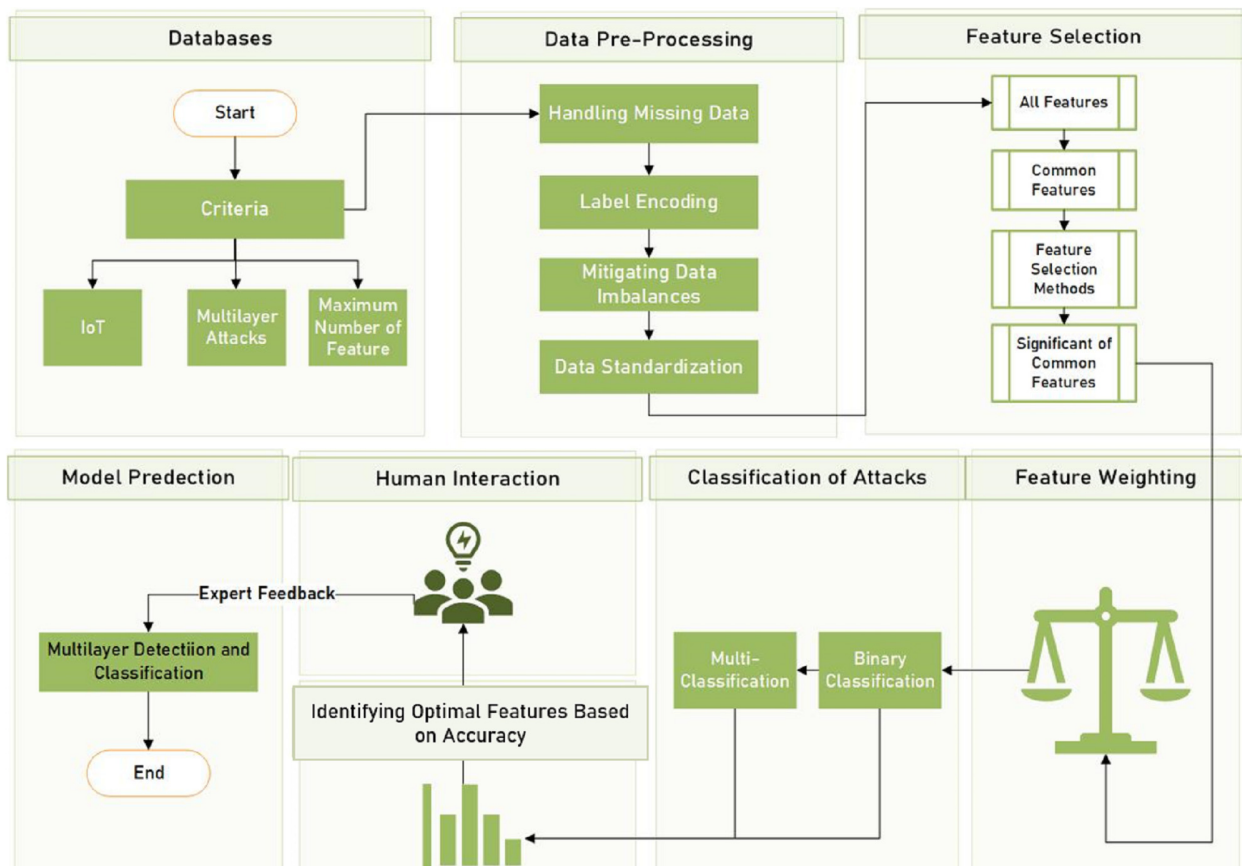 Databases
Start
Criteria
IoT
Multilayer
Attacks
Maximum
Number of
Feature
Data Pre-Processing
Handling Missing Data
Label Encoding
Mitigating Data
Imbalances
Data Standardization
Feature Selection
All Features
Common
Features
Feature
Selection
Methods
Significant of
Common
Features
Feature Weighting
Classification of Attacks
Binary
Classification
Multi-
Classification
Identifying Optimal Features Based
on Accuracy
Human Interaction
Expert Feedback
Model Predection
Multilayer Detectiion and
Classification
End